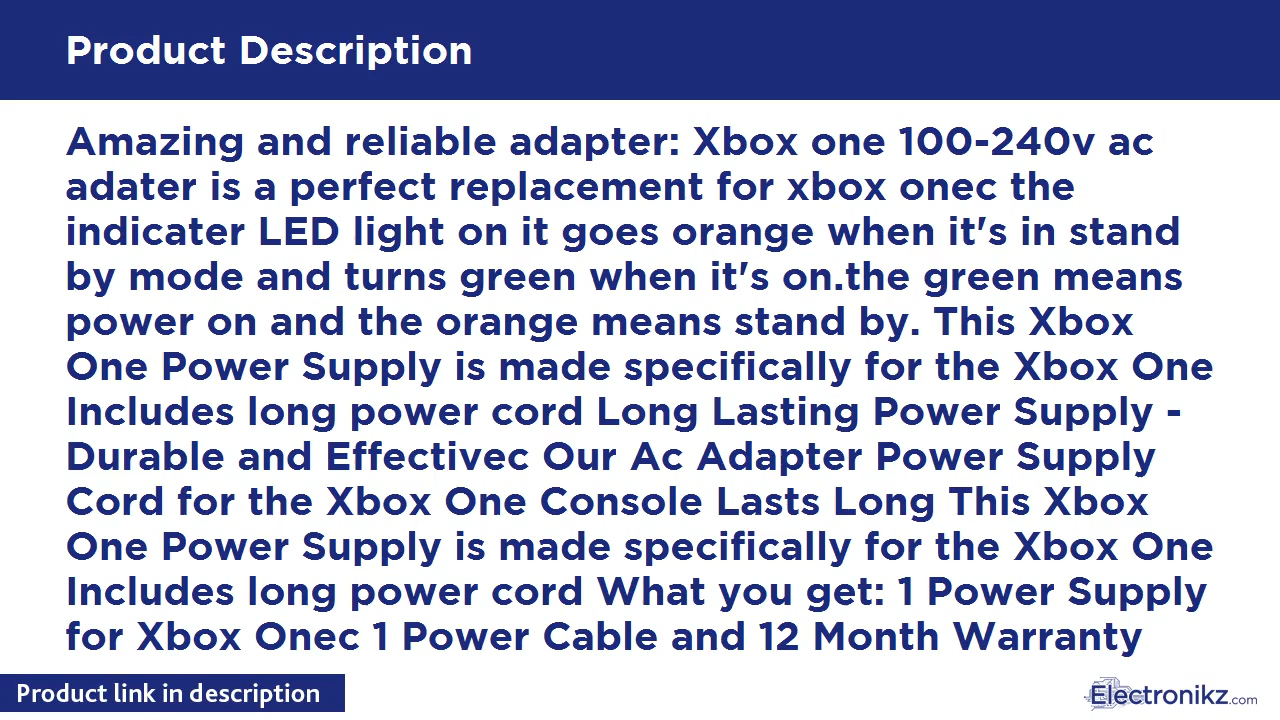 Product Description
Amazing and reliable adapter: Xbox one 100-240v ac
adater is a perfect replacement for xbox onec the
indicater LED light on it goes orange when it's in stand
by mode and turns green when it's on.the green means
power on and the orange means stand by. This Xbox
One Power Supply is made specifically for the Xbox One
Includes long power cord Long Lasting Power Supply -
Durable and Effectivec Our Ac Adapter Power Supply
Cord for the Xbox One Console Lasts Long This Xbox
One Power Supply is made specifically for the Xbox One
Includes long power cord What you get: 1 Power Supply
for Xbox Onec 1 Power Cable and 12 Month Warranty
Product link in description
Electronikz.com